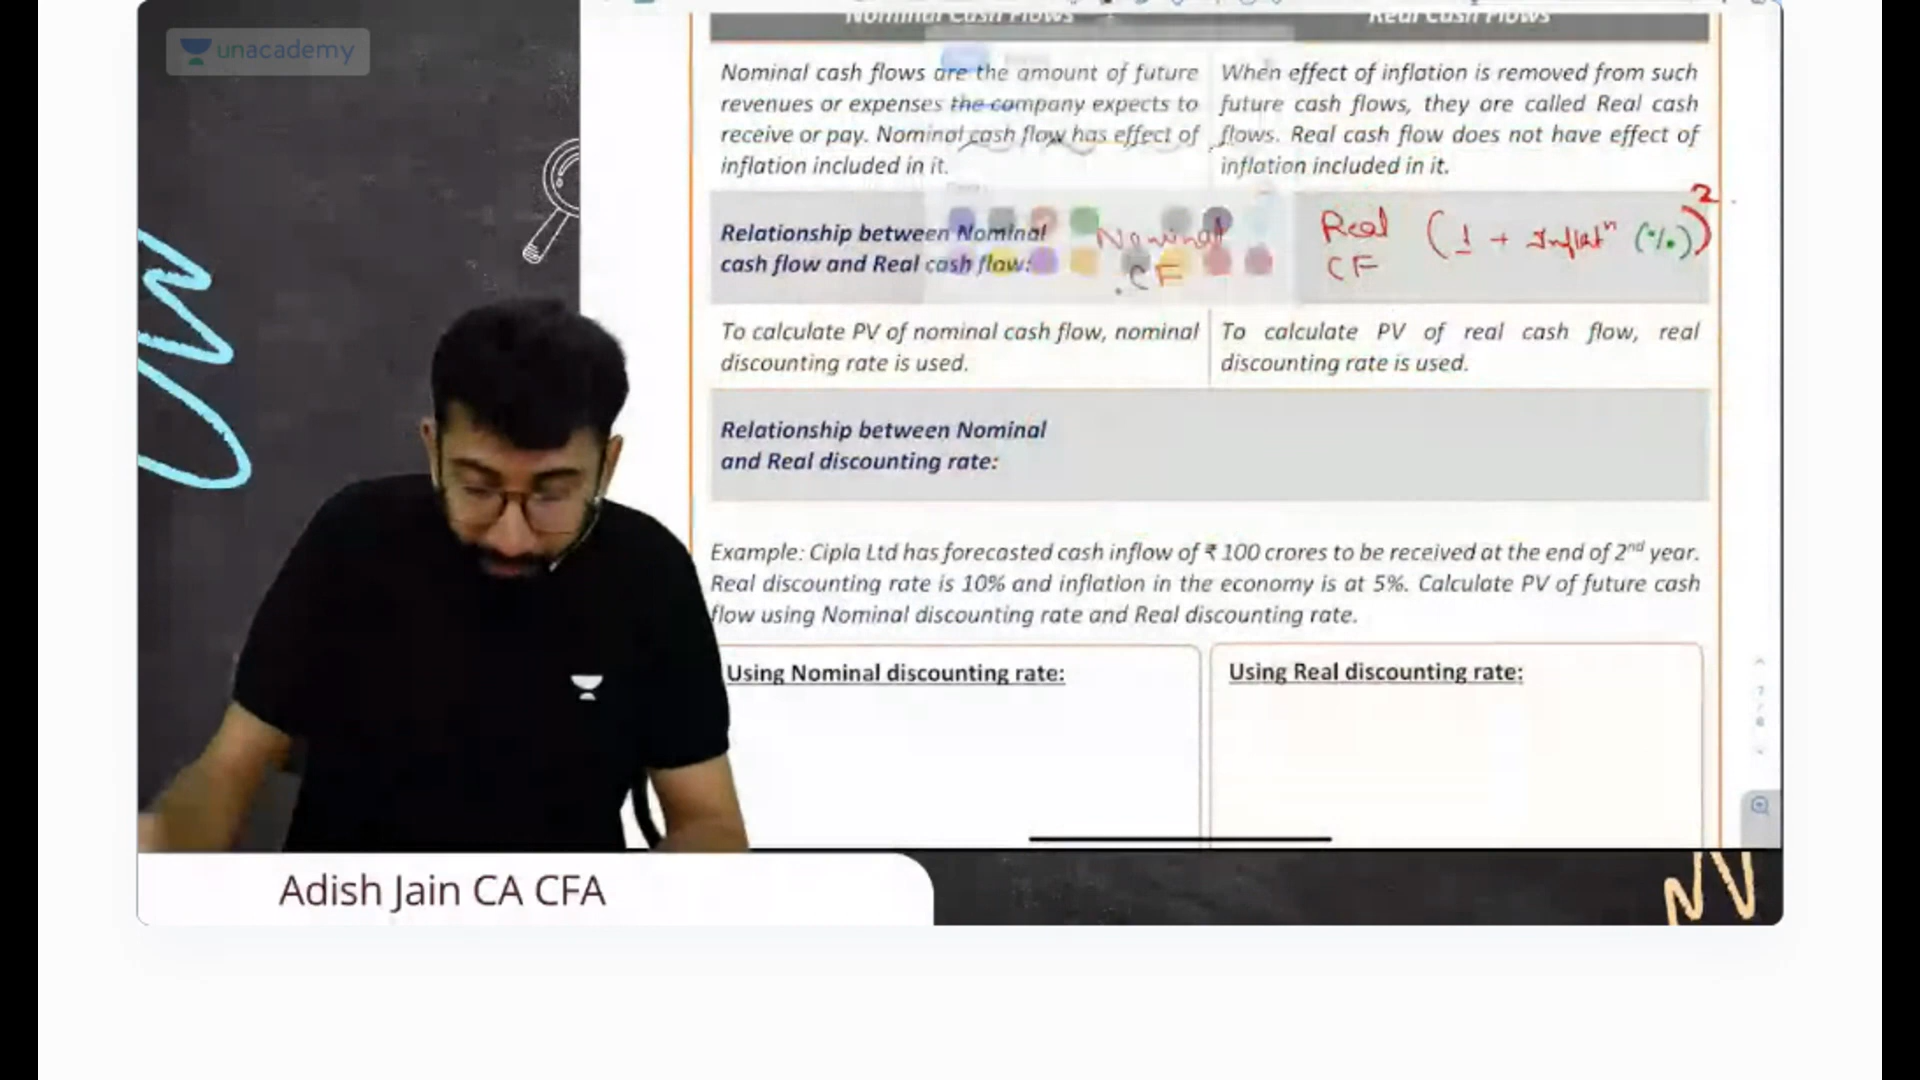 unacademy
Nominal Cash Flows
Real Cash Flows
Nominal cash flows are the amount of future
revenues or expenses the company expects to
receive or pay. Nominal cash flow has effect of
inflation included in it.
When effect of inflation is removed from such
future cash flows, they are called Real cash
flows. Real cash flow does not have effect of
inflation included in it.
Relationship between Nominal
cash flow and Real cash flow:
Nominal
CF
Real
CF
(1 + Inflatⁿ (%))²
To calculate PV of nominal cash flow, nominal
discounting rate is used.
To calculate PV of real cash flow, real
discounting rate is used.
Relationship between Nominal
and Real discounting rate:
Example: Cipla Ltd has forecasted cash inflow of ₹ 100 crores to be received at the end of 2nd year.
Real discounting rate is 10% and inflation in the economy is at 5%. Calculate PV of future cash
flow using Nominal discounting rate and Real discounting rate.
Using Nominal discounting rate:
Using Real discounting rate:
Adish Jain CA CFA